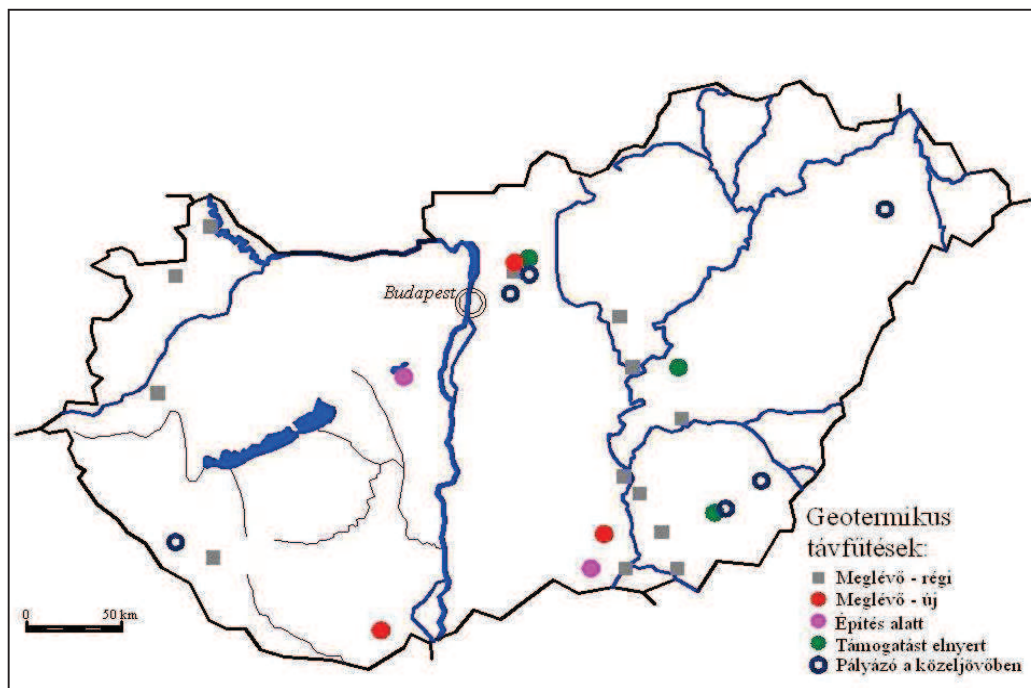 Budapest
Geotermikus
távfűtések:
Meglévő - régi
Meglévő - új
Építés alatt
Támogatást elnyert
Pályázó a közeljövőben
0 50 km